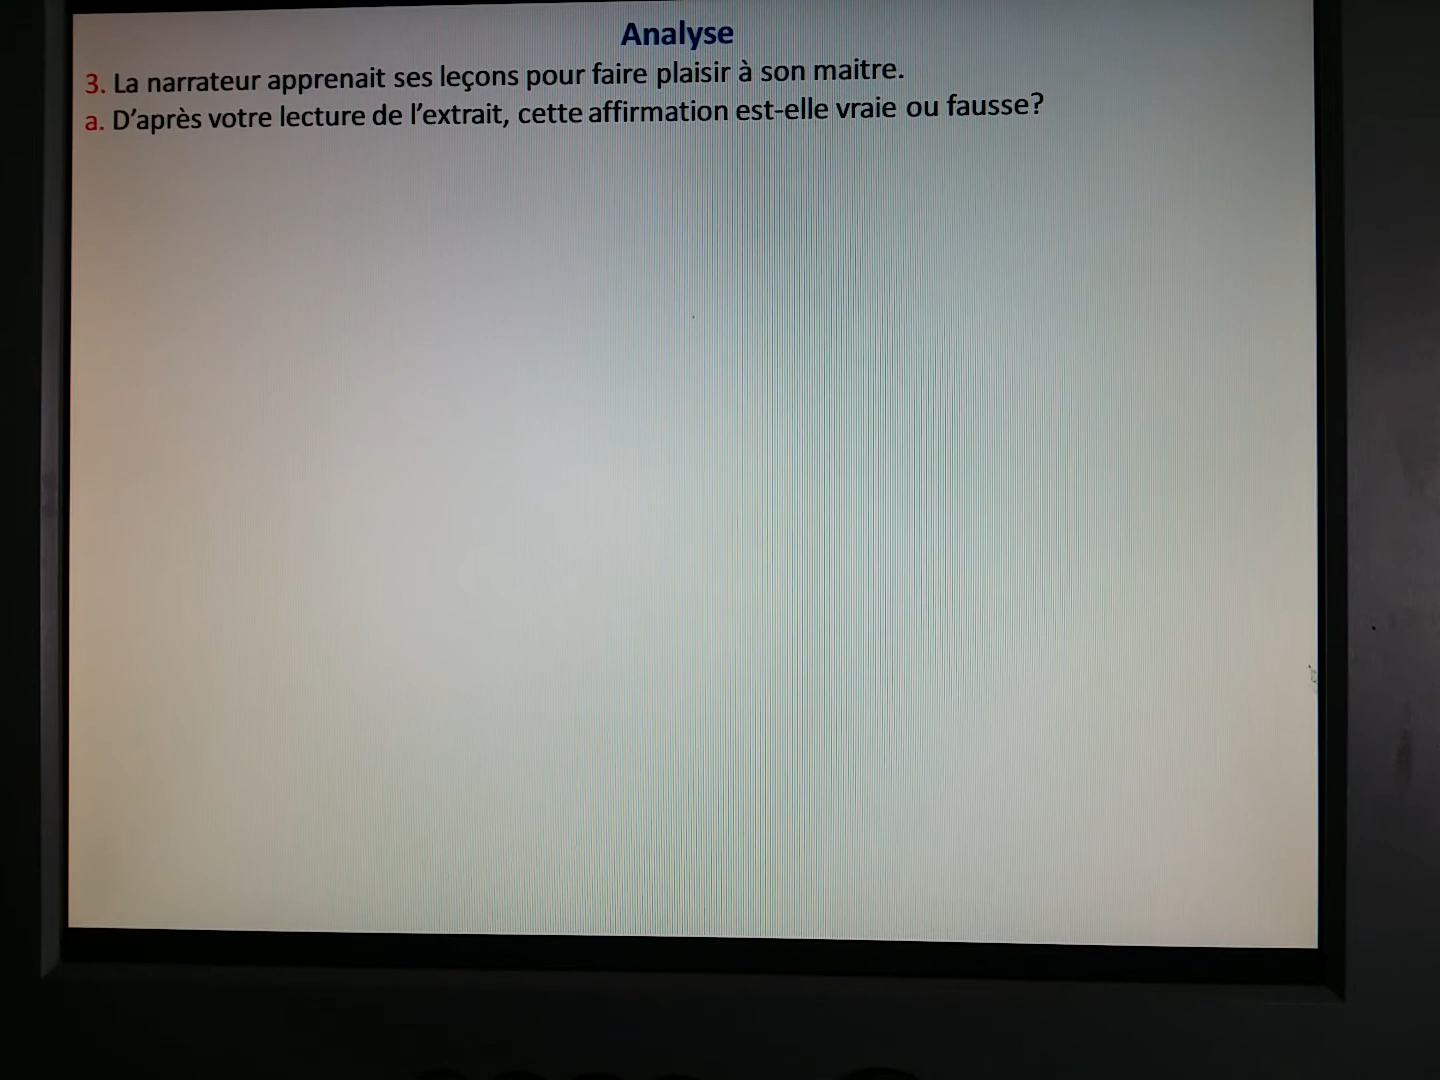 Analyse
3. La narrateur apprenait ses leçons pour faire plaisir à son maitre.
a. D'après votre lecture de l'extrait, cette affirmation est-elle vraie ou fausse?